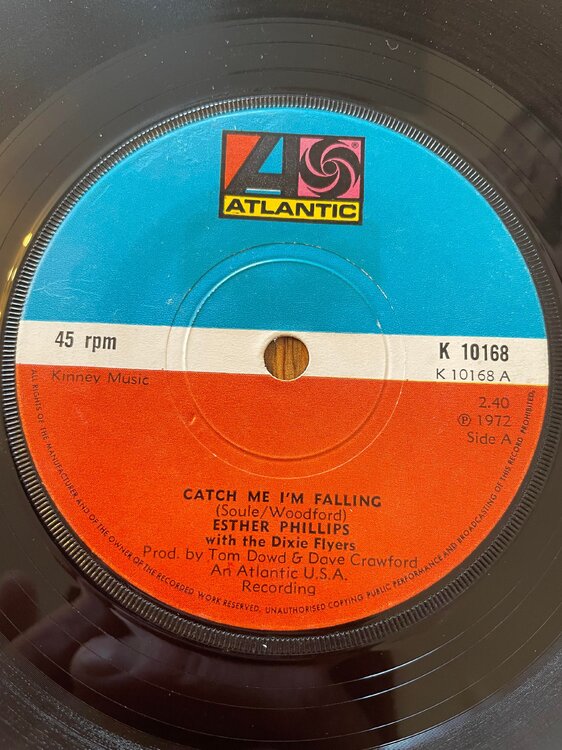 ATLANTIC
®
45 rpm
K 10168
Kinney Music
K 10168 A
2.40
Ⓟ 1972
Side A
CATCH ME I'M FALLING
(Soule/Woodford)
ESTHER PHILLIPS
with the Dixie Flyers
Prod. by Tom Dowd & Dave Crawford
An Atlantic U.S.A.
Recording
ALL RIGHTS OF THE MANUFACTURER AND OF THE OWNER OF THE RECORDED WORK RESERVED, UNAUTHORISED COPYING PUBLIC PERFORMANCE AND BROADCASTING OF THIS RECORD PROHIBITED.